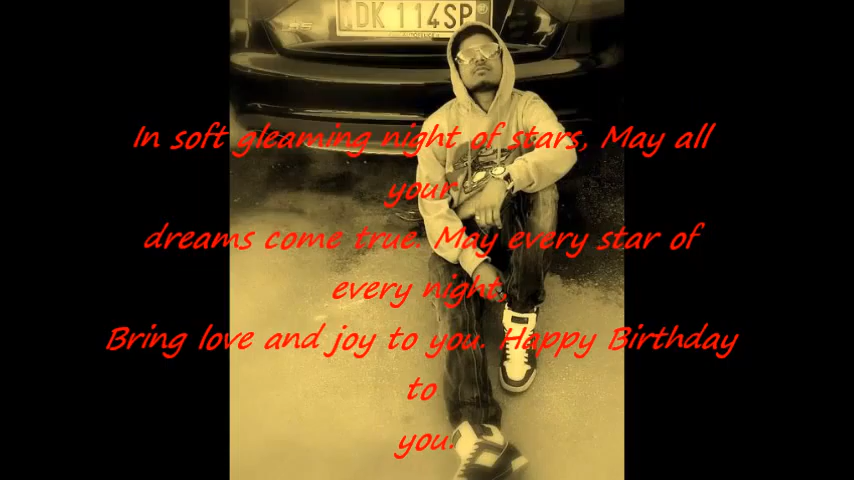 DK 114SP
In soft gleaming night of stars, May all
your
dreams come true. May every star of
every night,
Bring love and joy to you. Happy Birthday
to
you.